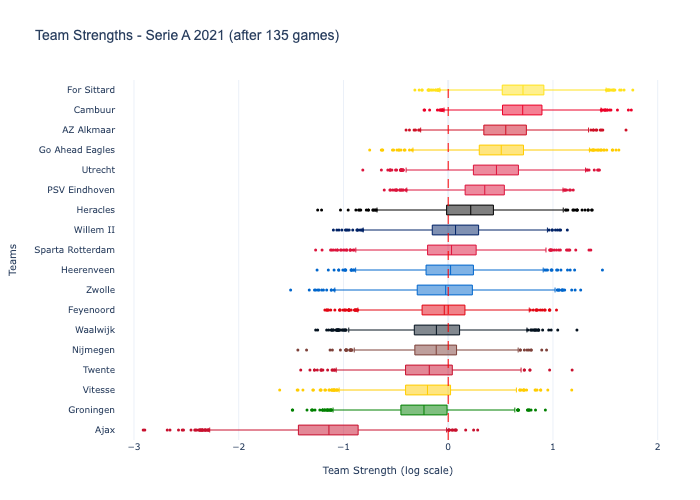 Team Strengths - Serie A 2021 (after 135 games)
For Sittard
Cambuur
AZ Alkmaar
Go Ahead Eagles
Utrecht
PSV Eindhoven
Heracles
Willem II
Sparta Rotterdam
Heerenveen
Zwolle
Feyenoord
Waalwijk
Nijmegen
Twente
Vitesse
Groningen
Ajax
Teams
−3 −2 −1 0 1 2
Team Strength (log scale)